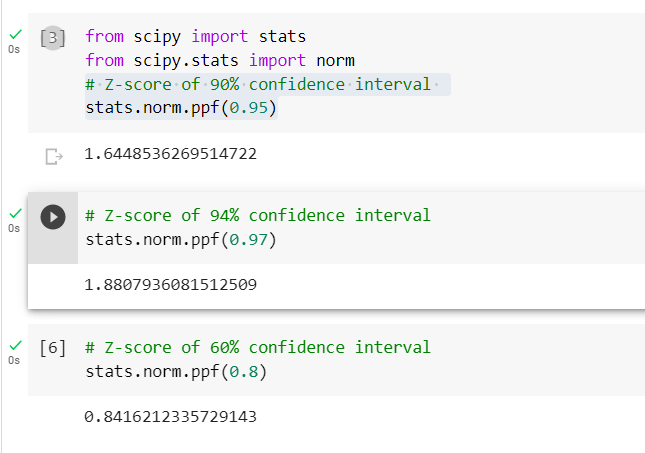 0s
[3] from scipy import stats
from scipy.stats import norm
# Z-score of 90% confidence interval
stats.norm.ppf(0.95)
1.6448536269514722
0s
# Z-score of 94% confidence interval
stats.norm.ppf(0.97)
1.8807936081512509
0s
[6] # Z-score of 60% confidence interval
stats.norm.ppf(0.8)
0.8416212335729143